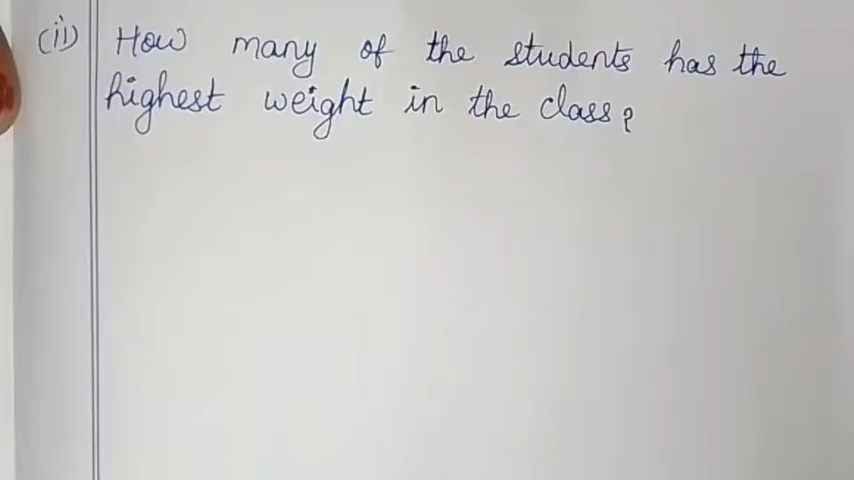 (ii) How many of the students has the
highest weight in the class?